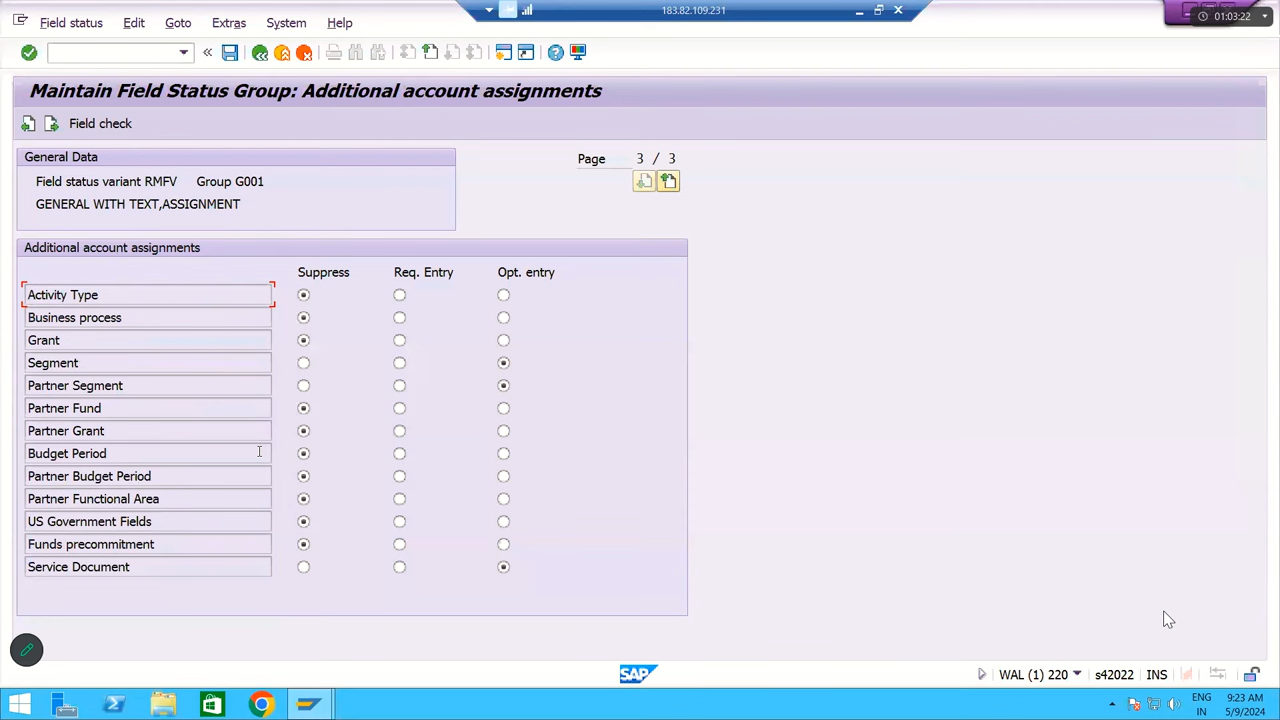 183.82.109.231
01:03:22
Field status Edit Goto Extras System Help
Maintain Field Status Group: Additional account assignments
Field check
General Data
Field status variant RMFV Group G001
GENERAL WITH TEXT,ASSIGNMENT
Page 3 / 3
Additional account assignments
Suppress Req. Entry Opt. entry
Activity Type
Business process
Grant
Segment
Partner Segment
Partner Fund
Partner Grant
Budget Period
Partner Budget Period
Partner Functional Area
US Government Fields
Funds precommitment
Service Document
SAP
WAL (1) 220 s42022 INS
ENG 9:23 AM
IN 5/9/2024